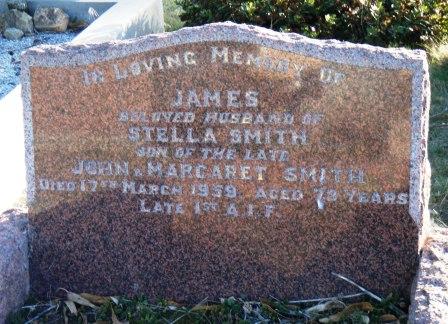 IN LOVING MEMORY OF
JAMES
BELOVED HUSBAND OF
STELLA SMITH
SON OF THE LATE
JOHN & MARGARET SMITH
DIED 17TH MARCH 1959 AGED 79 YEARS
LATE 1ST A.I.F.